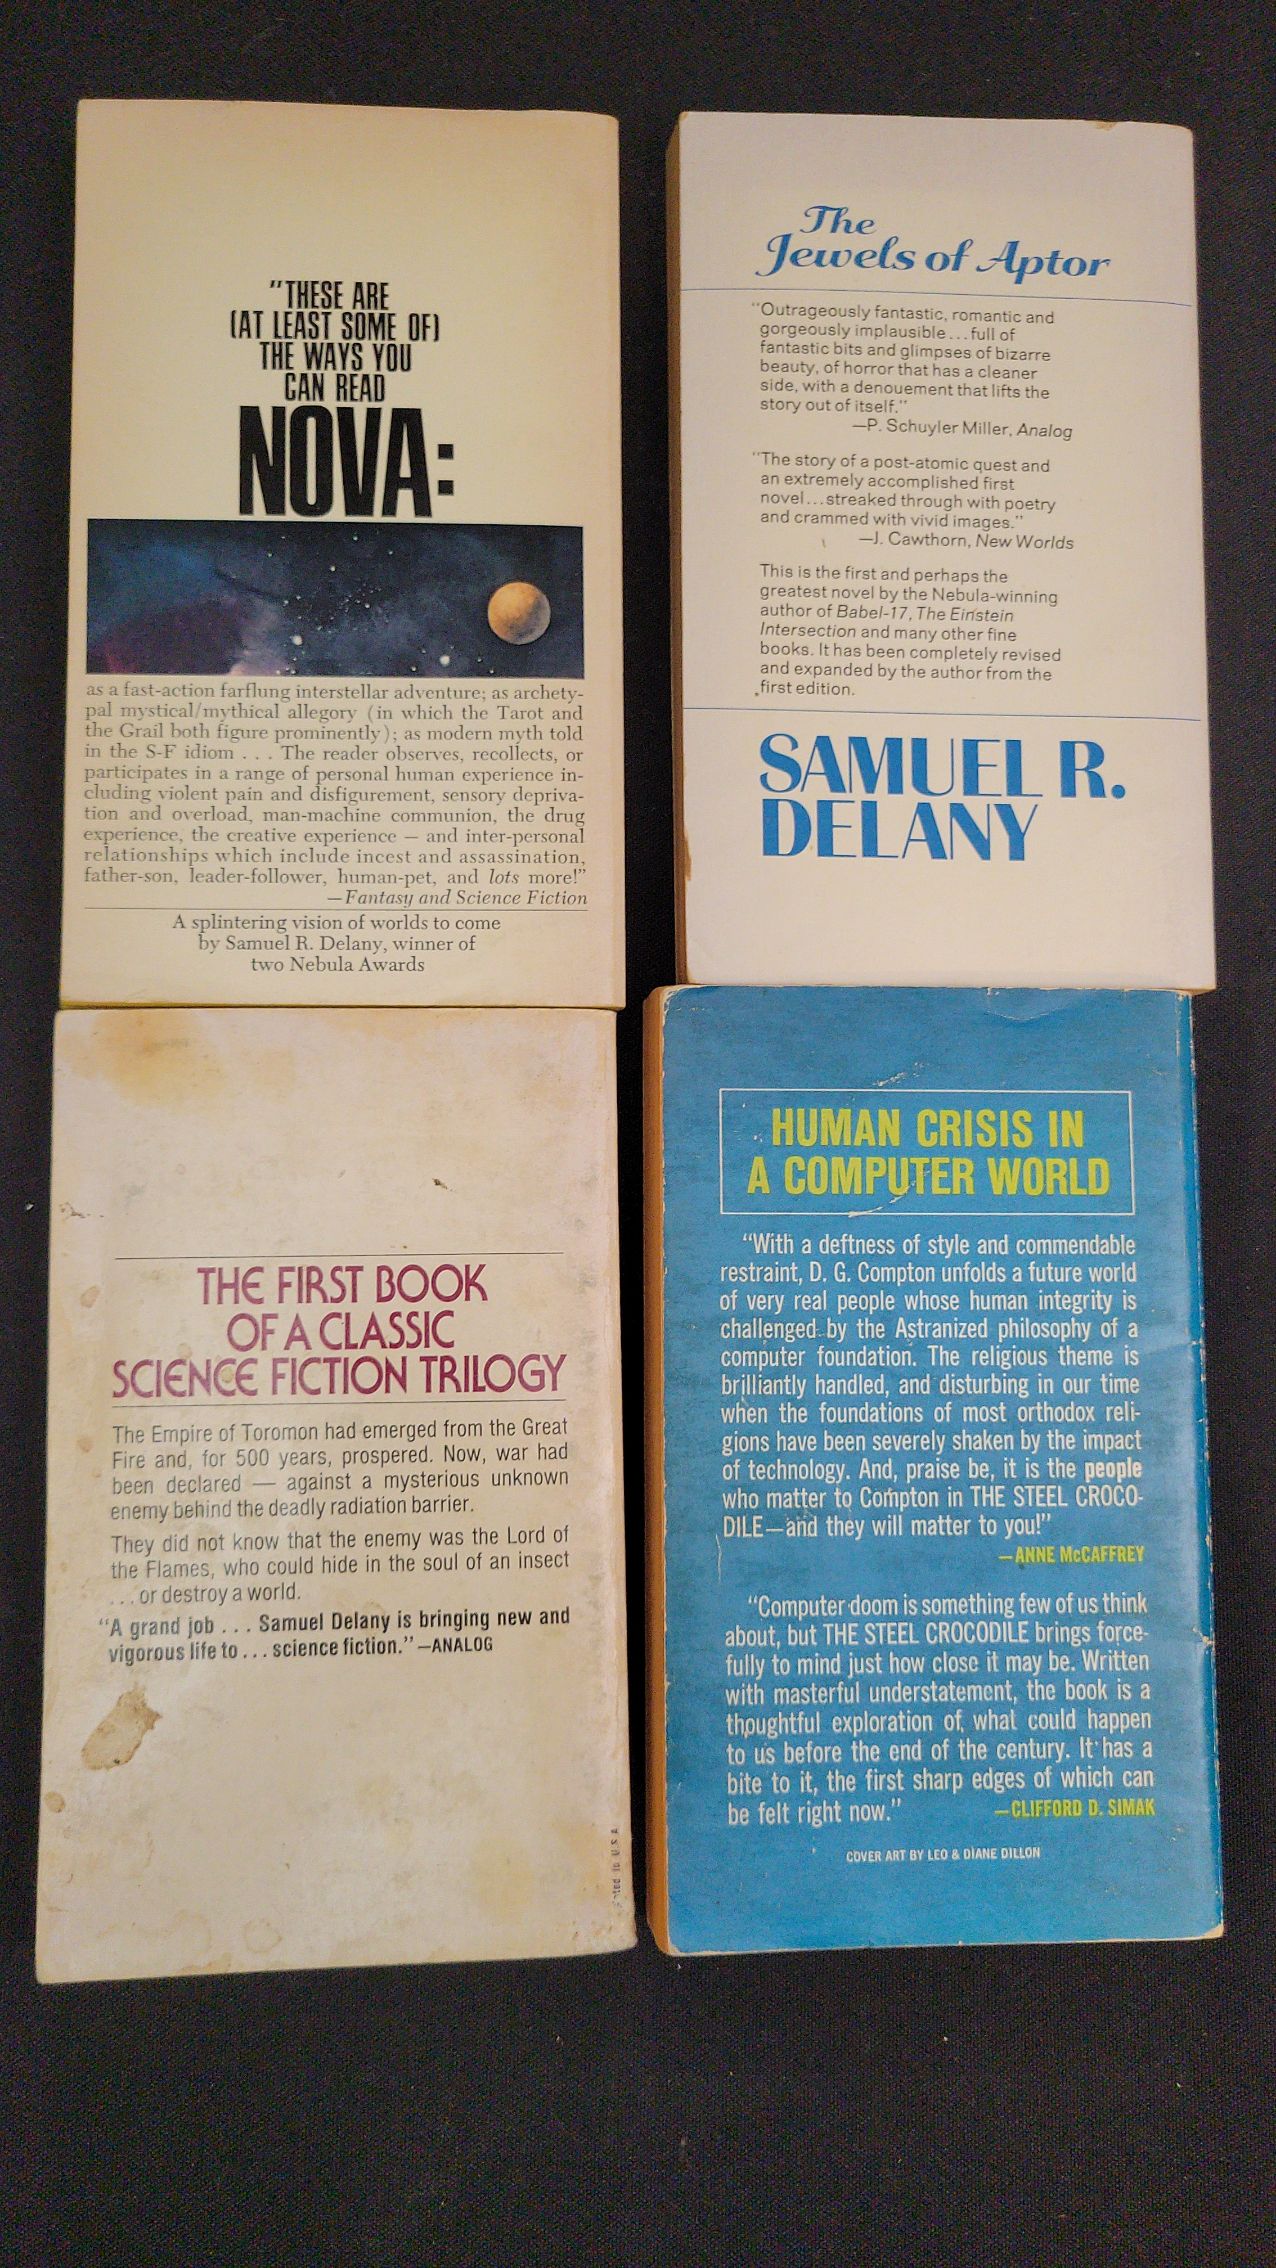 "THESE ARE
(AT LEAST SOME OF)
THE WAYS YOU
CAN READ
NOVA:
as a fast-action farflung interstellar adventure; as archety-
pal mystical/mythical allegory (in which the Tarot and
the Grail both figure prominently); as modern myth told
in the S-F idiom . . . The reader observes, recollects, or
participates in a range of personal human experience in-
cluding violent pain and disfigurement, sensory depriva-
tion and overload, man-machine communion, the drug
experience, the creative experience — and inter-personal
relationships which include incest and assassination,
father-son, leader-follower, human-pet, and lots more!"
—Fantasy and Science Fiction
A splintering vision of worlds to come
by Samuel R. Delany, winner of
two Nebula Awards
The
Jewels of Aptor
"Outrageously fantastic, romantic and
gorgeously implausible...full of
fantastic bits and glimpses of bizarre
beauty, of horror that has a cleaner
side, with a denouement that lifts the
story out of itself."
—P. Schuyler Miller, Analog
"The story of a post-atomic quest and
an extremely accomplished first
novel...streaked through with poetry
and crammed with vivid images."
—J. Cawthorn, New Worlds
This is the first and perhaps the
greatest novel by the Nebula-winning
author of Babel-17, The Einstein
Intersection and many other fine
books. It has been completely revised
and expanded by the author from the
first edition.
SAMUEL R.
DELANY
THE FIRST BOOK
OF A CLASSIC
SCIENCE FICTION TRILOGY
The Empire of Toromon had emerged from the Great
Fire and, for 500 years, prospered. Now, war had
been declared — against a mysterious unknown
enemy behind the deadly radiation barrier.
They did not know that the enemy was the Lord of
the Flames, who could hide in the soul of an insect
. . . or destroy a world.
"A grand job . . . Samuel Delany is bringing new and
vigorous life to . . . science fiction." —ANALOG
in U.S.A.
HUMAN CRISIS IN
A COMPUTER WORLD
"With a deftness of style and commendable
restraint, D. G. Compton unfolds a future world
of very real people whose human integrity is
challenged by the Astranized philosophy of a
computer foundation. The religious theme is
brilliantly handled, and disturbing in our time
when the foundations of most orthodox reli-
gions have been severely shaken by the impact
of technology. And, praise be, it is the people
who matter to Compton in THE STEEL CROCO-
DILE—and they will matter to you!"
—ANNE McCAFFREY
"Computer doom is something few of us think
about, but THE STEEL CROCODILE brings force-
fully to mind just how close it may be. Written
with masterful understatement, the book is a
thoughtful exploration of what could happen
to us before the end of the century. It has a
bite to it, the first sharp edges of which can
be felt right now." —CLIFFORD D. SIMAK
COVER ART BY LEO & DIANE DILLON